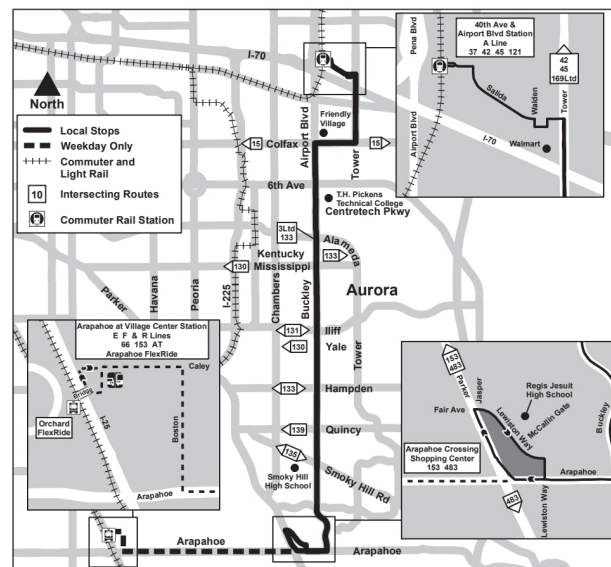 I-70
North
Local Stops
Weekday Only
Commuter and
Light Rail
10 Intersecting Routes
Commuter Rail Station
Airport Blvd
Friendly
Village
15 Colfax
15
Tower
6th Ave
T.H. Pickens
Technical College
Centretech Pkwy
3Ltd
133
Alameda
Kentucky
133
130 Mississippi
Parker
Havana
Peoria
I-225
Chambers
Buckley
Aurora
131 Iliff
130 Yale
Tower
133 Hampden
139 Quincy
135
Smoky Hill
High School
Smoky Hill Rd
Arapahoe
Arapahoe
Pena Blvd
40th Ave &
Airport Blvd Station
A Line
37 42 45 121
42
45
169Ltd
Salida
Walden
Tower
Airport Blvd
I-70
Walmart
Arapahoe at Village Center Station
E F & R Lines
66 153 AT
Arapahoe FlexRide
Caley
Bridge
Orchard
FlexRide
I-25
Boston
Arapahoe
153
483
Parker
Jasper
Regis Jesuit
High School
Fair Ave
Lewiston Way
McCallin Gate
Buckley
Arapahoe Crossing
Shopping Center
153 483
Arapahoe
483
Lewiston Way